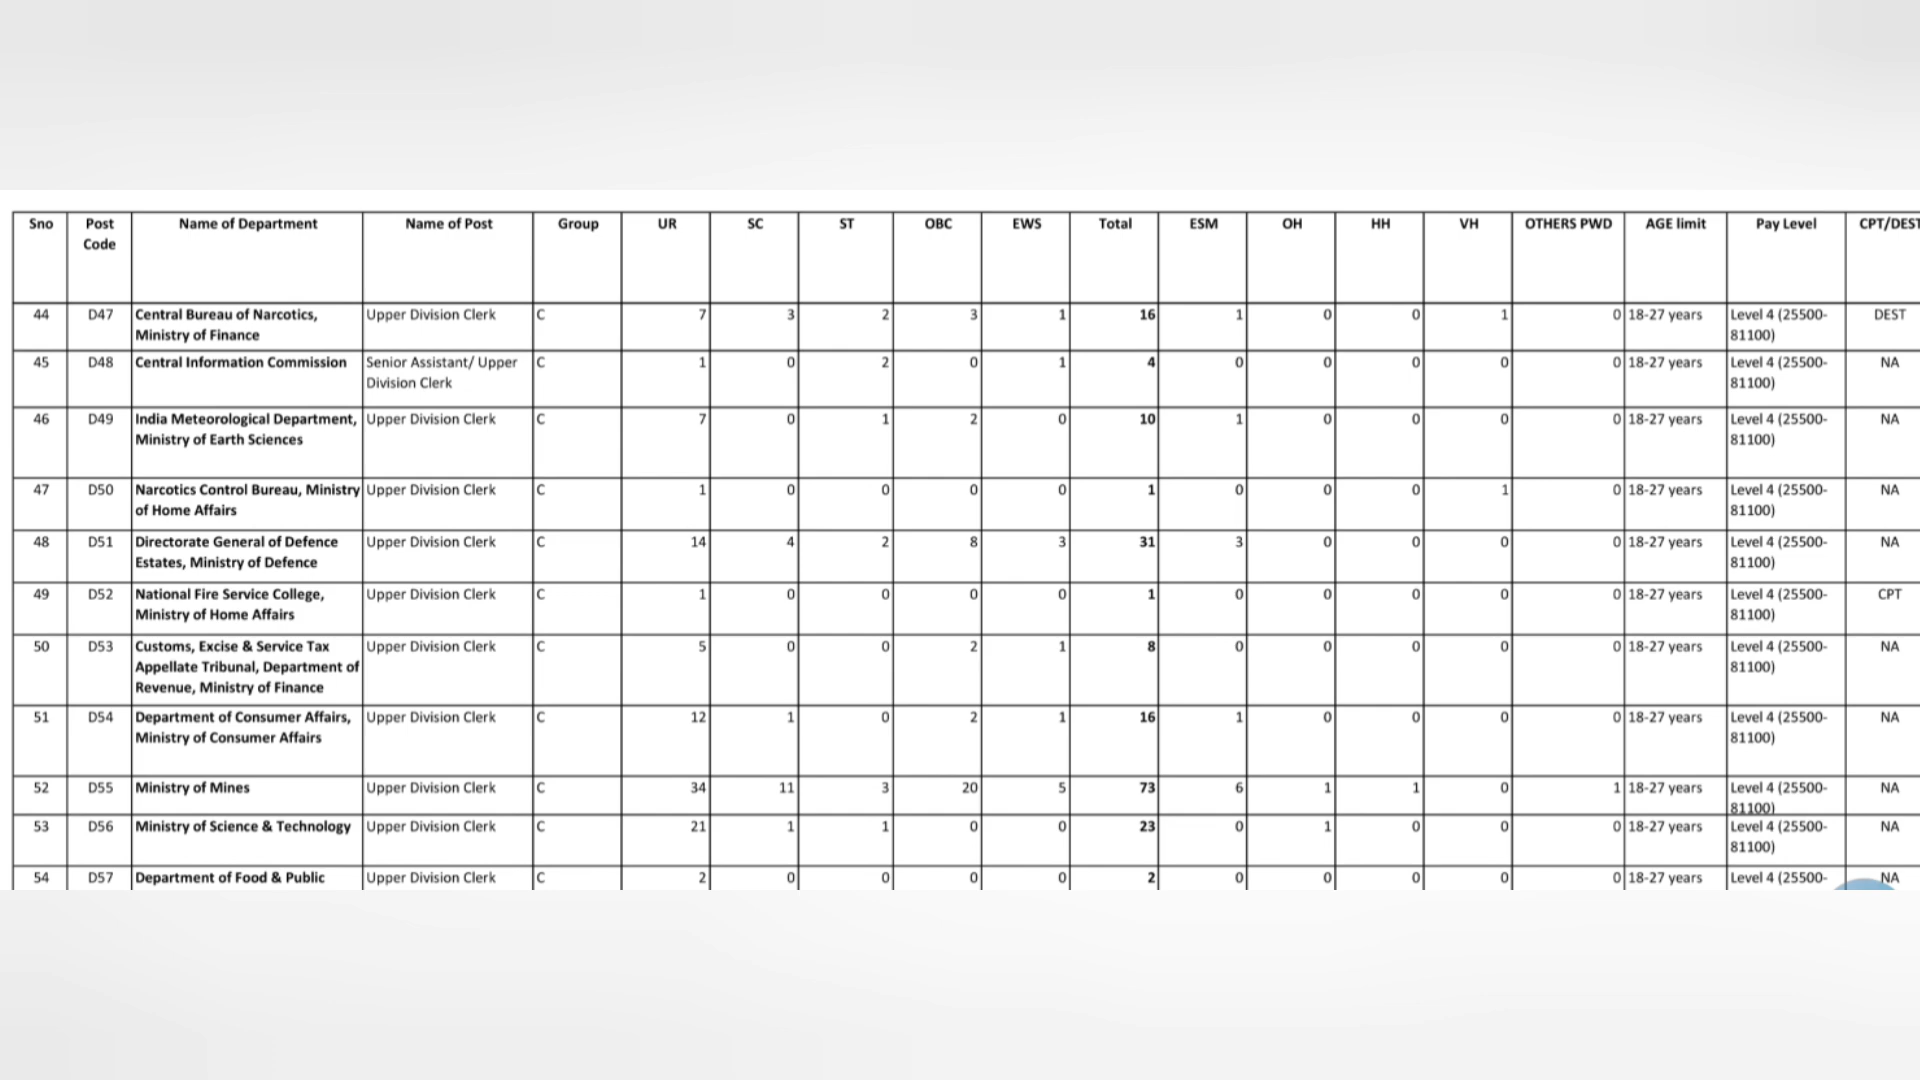 Sno Post Code Name of Department Name of Post Group UR SC ST OBC EWS Total ESM OH HH VH OTHERS PWD AGE limit Pay Level CPT/DEST
44 D47 Central Bureau of Narcotics, Ministry of Finance Upper Division Clerk C 7 3 2 3 1 16 1 0 0 1 0 18-27 years Level 4 (25500-81100) DEST
45 D48 Central Information Commission Senior Assistant/ Upper Division Clerk C 1 0 2 0 1 4 0 0 0 0 0 18-27 years Level 4 (25500-81100) NA
46 D49 India Meteorological Department, Ministry of Earth Sciences Upper Division Clerk C 7 0 1 2 0 10 1 0 0 0 0 18-27 years Level 4 (25500-81100) NA
47 D50 Narcotics Control Bureau, Ministry of Home Affairs Upper Division Clerk C 1 0 0 0 0 1 0 0 0 1 0 18-27 years Level 4 (25500-81100) NA
48 D51 Directorate General of Defence Estates, Ministry of Defence Upper Division Clerk C 14 4 2 8 3 31 3 0 0 0 0 18-27 years Level 4 (25500-81100) NA
49 D52 National Fire Service College, Ministry of Home Affairs Upper Division Clerk C 1 0 0 0 0 1 0 0 0 0 0 18-27 years Level 4 (25500-81100) CPT
50 D53 Customs, Excise & Service Tax Appellate Tribunal, Department of Revenue, Ministry of Finance Upper Division Clerk C 5 0 0 2 1 8 0 0 0 0 0 18-27 years Level 4 (25500-81100) NA
51 D54 Department of Consumer Affairs, Ministry of Consumer Affairs Upper Division Clerk C 12 1 0 2 1 16 1 0 0 0 0 18-27 years Level 4 (25500-81100) NA
52 D55 Ministry of Mines Upper Division Clerk C 34 11 3 20 5 73 6 1 1 0 1 18-27 years Level 4 (25500-81100) NA
53 D56 Ministry of Science & Technology Upper Division Clerk C 21 1 1 0 0 23 0 1 0 0 0 18-27 years Level 4 (25500-81100) NA
54 D57 Department of Food & Public Upper Division Clerk C 2 0 0 0 0 2 0 0 0 0 0 18-27 years Level 4 (25500- NA